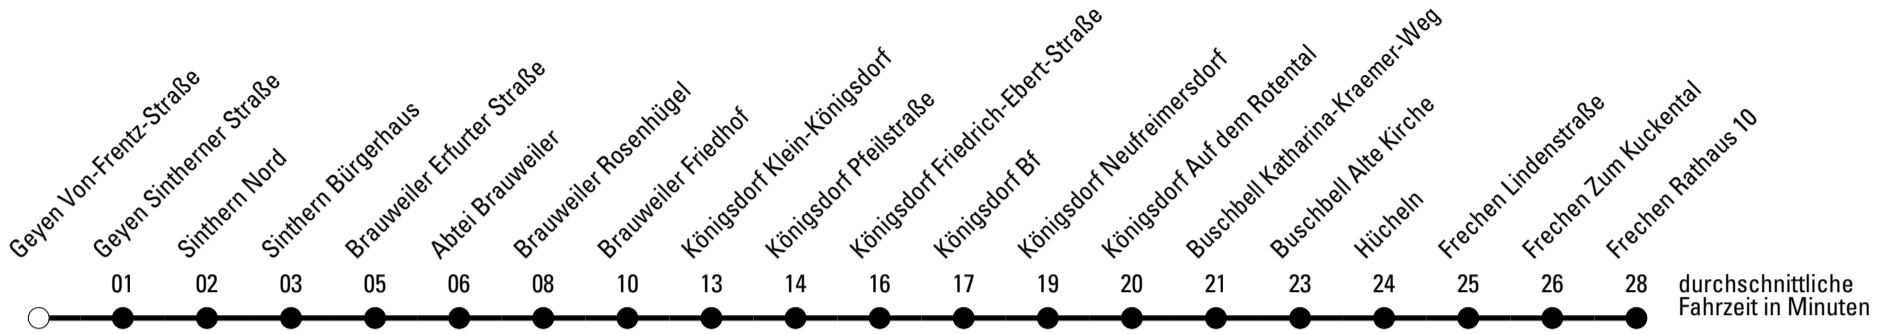 Geyen Von-Frentz-Straße
Geyen Sintherner Straße
Sinthern Nord
Sinthern Bürgerhaus
Brauweiler Erfurter Straße
Abtei Brauweiler
Brauweiler Rosenhügel
Brauweiler Friedhof
Königsdorf Klein-Königsdorf
Königsdorf Pfeilstraße
Königsdorf Friedrich-Ebert-Straße
Königsdorf Bf
Königsdorf Neufreimersdorf
Königsdorf Auf dem Rotental
Buschbell Katharina-Kraemer-Weg
Buschbell Alte Kirche
Hücheln
Frechen Lindenstraße
Frechen Zum Kuckental
Frechen Rathaus 10
01 02 03 05 06 08 10 13 14 16 17 19 20 21 23 24 25 26 28 durchschnittliche
Fahrzeit in Minuten